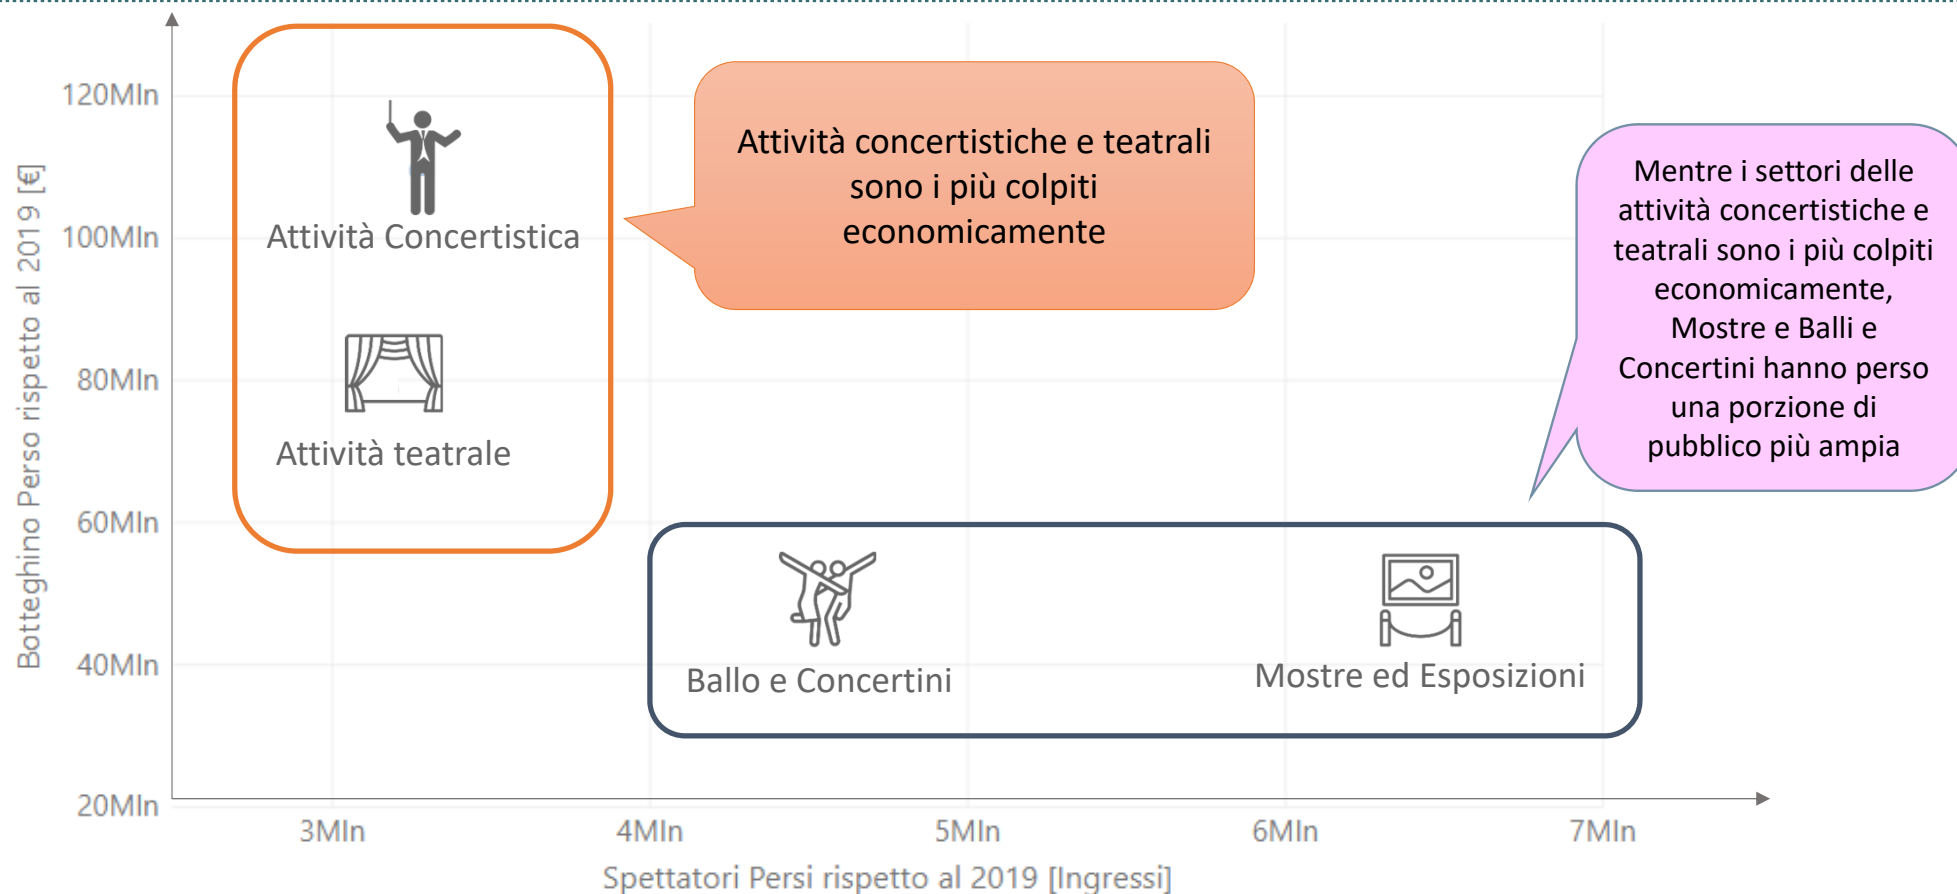 120Mln
100Mln
80Mln
60Mln
40Mln
20Mln
Botteghino Perso rispetto al 2019 [€]
Attività Concertistica
Attività teatrale
Attività concertistiche e teatrali
sono i più colpiti
economicamente
Mentre i settori delle
attività concertistiche e
teatrali sono i più colpiti
economicamente,
Mostre e Balli e
Concertini hanno perso
una porzione di
pubblico più ampia
Ballo e Concertini
Mostre ed Esposizioni
3Mln
4Mln
5Mln
6Mln
7Mln
Spettatori Persi rispetto al 2019 [Ingressi]